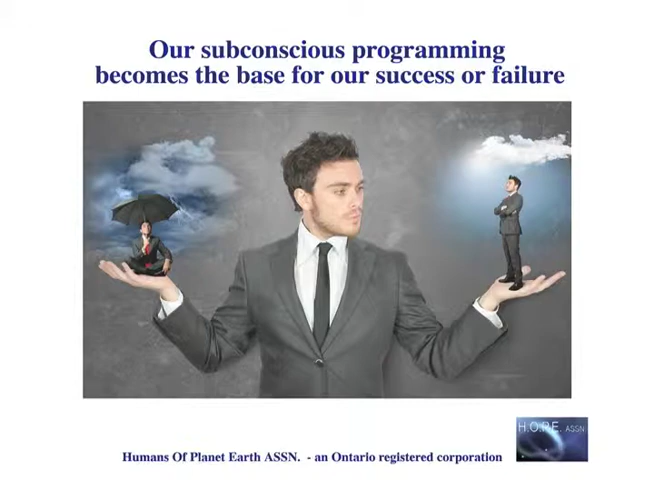 Our subconscious programming
becomes the base for our success or failure
H.O.P.E. ASSN
Humans Of Planet Earth ASSN. - an Ontario registered corporation